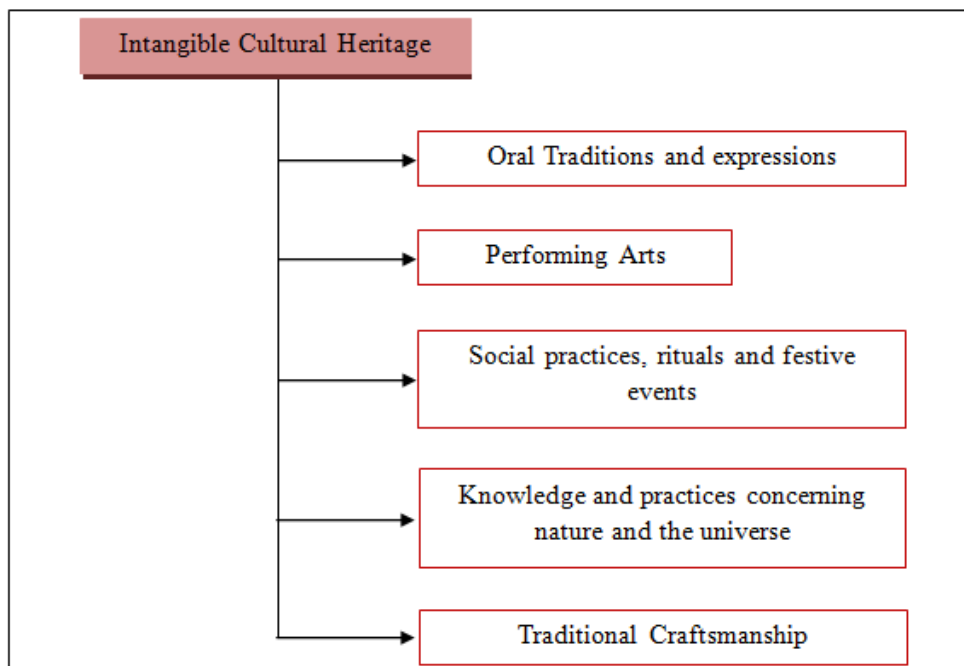 Intangible Cultural Heritage
Oral Traditions and expressions
Performing Arts
Social practices, rituals and festive
events
Knowledge and practices concerning
nature and the universe
Traditional Craftsmanship